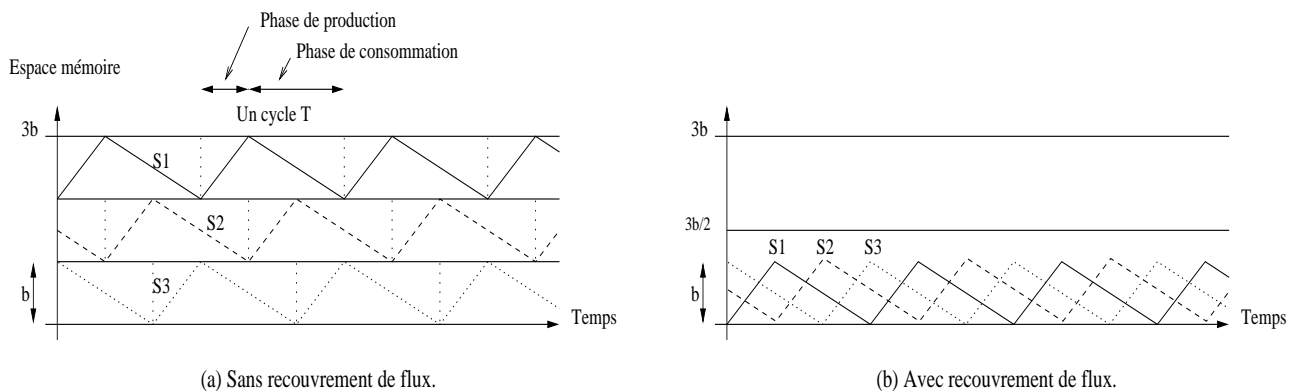 Phase de production
Phase de consommation
Espace mémoire
Un cycle T
3b
S1
S2
b
S3
Temps
(a) Sans recouvrement de flux.
3b
3b/2
S1 S2 S3
b
Temps
(b) Avec recouvrement de flux.